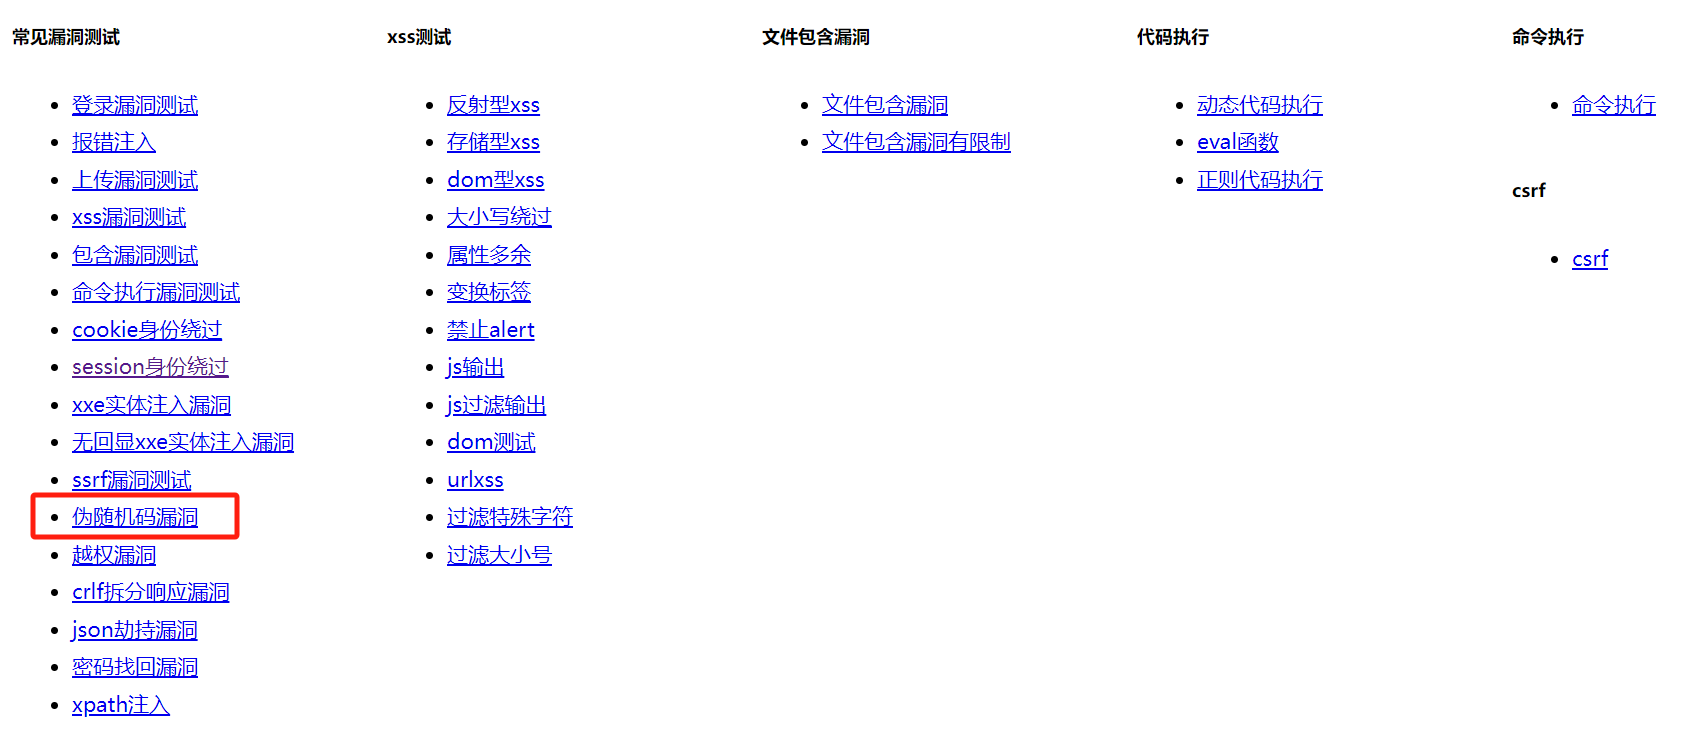 常见漏洞测试
登录漏洞测试
报错注入
上传漏洞测试
xss漏洞测试
包含漏洞测试
命令执行漏洞测试
cookie身份绕过
session身份绕过
xxe实体注入漏洞
无回显xxe实体注入漏洞
ssrf漏洞测试
伪随机码漏洞
越权漏洞
crlf拆分响应漏洞
json劫持漏洞
密码找回漏洞
xpath注入
xss测试
反射型xss
存储型xss
dom型xss
大小写绕过
属性多余
变换标签
禁止alert
js输出
js过滤输出
dom测试
urlxss
过滤特殊字符
过滤大小号
文件包含漏洞
文件包含漏洞
文件包含漏洞有限制
代码执行
动态代码执行
eval函数
正则代码执行
命令执行
命令执行
csrf
csrf